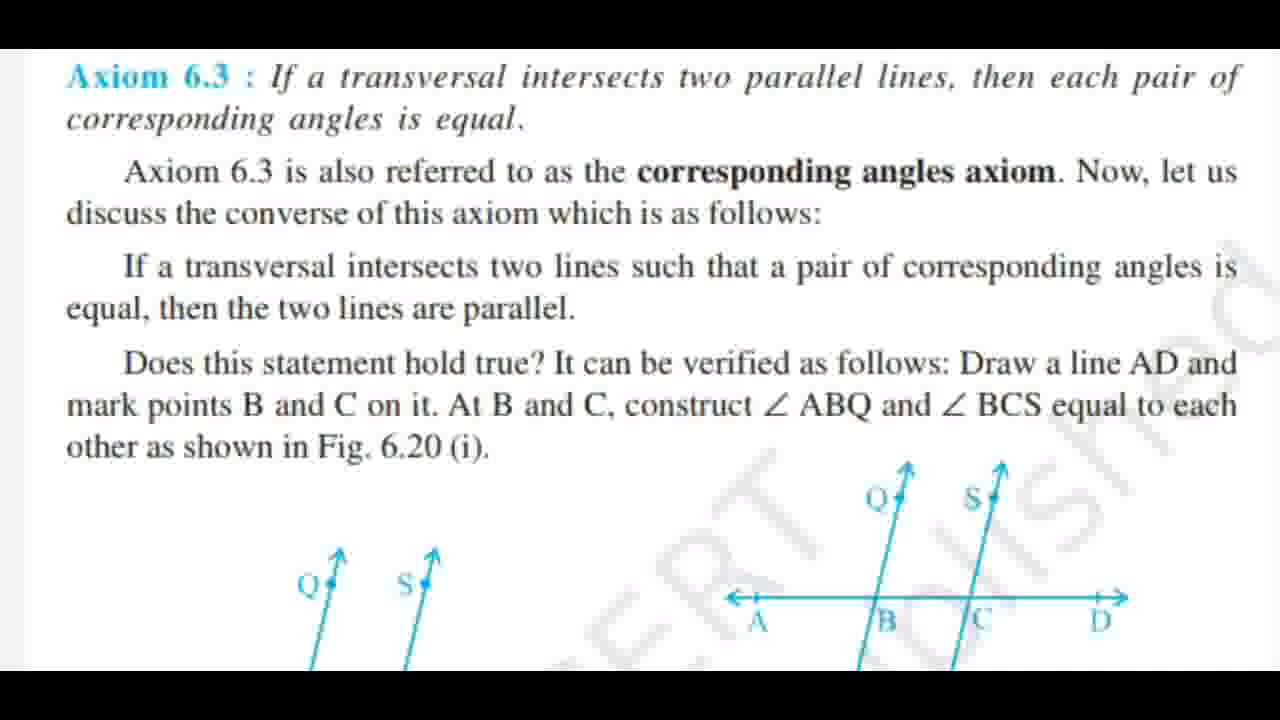 Axiom 6.3 : If a transversal intersects two parallel lines, then each pair of
corresponding angles is equal.
Axiom 6.3 is also referred to as the corresponding angles axiom. Now, let us
discuss the converse of this axiom which is as follows:
If a transversal intersects two lines such that a pair of corresponding angles is
equal, then the two lines are parallel.
Does this statement hold true? It can be verified as follows: Draw a line AD and
mark points B and C on it. At B and C, construct ∠ ABQ and ∠ BCS equal to each
other as shown in Fig. 6.20 (i).
Q S
Q S
A B C D